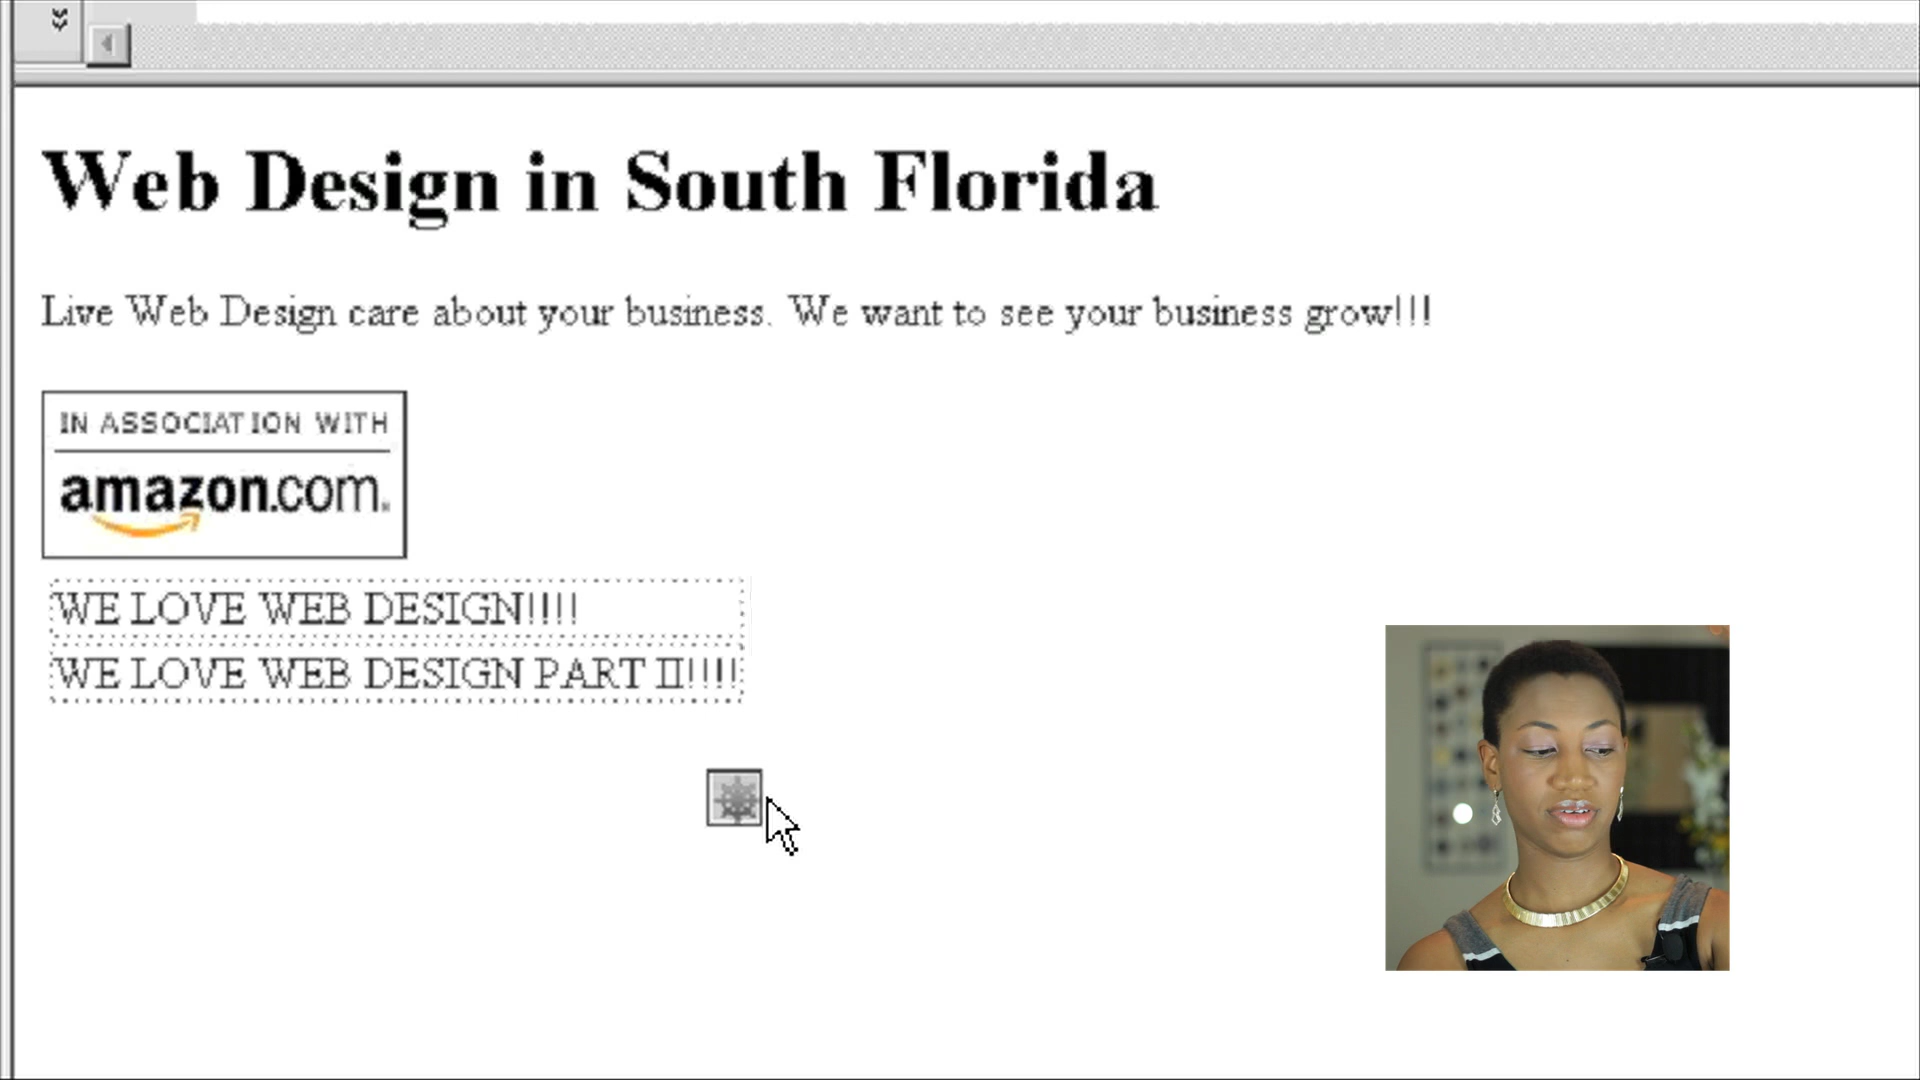 Web Design in South Florida
Live Web Design care about your business. We want to see your business grow!!!
IN ASSOCIATION WITH
amazon.com.
WE LOVE WEB DESIGN!!!!
WE LOVE WEB DESIGN PART II!!!!